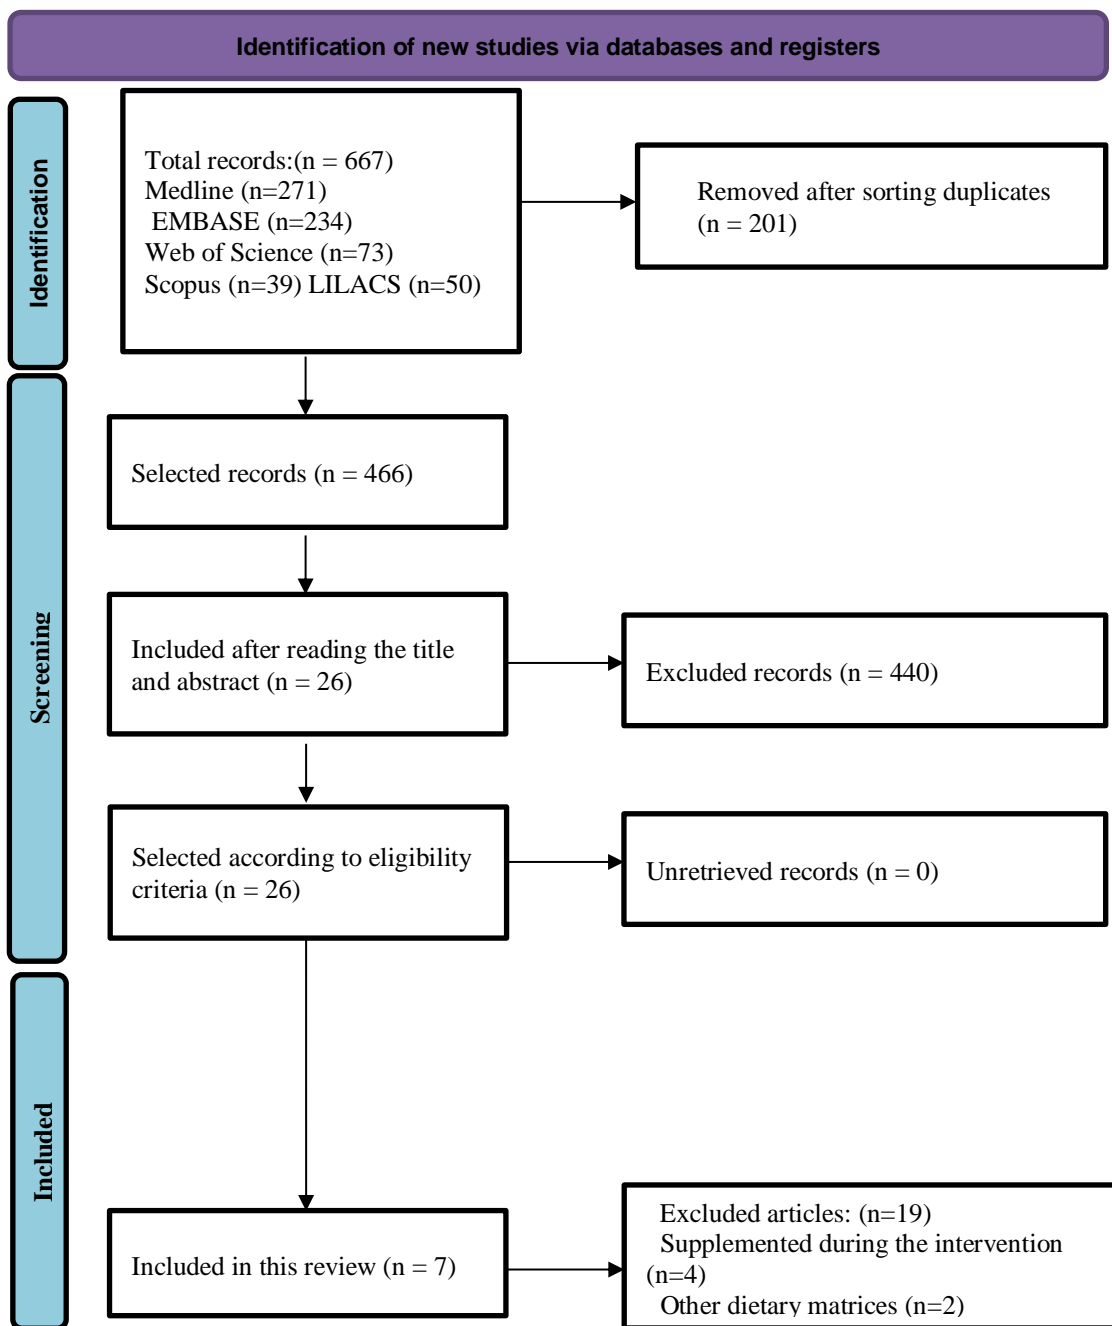 Identification of new studies via databases and registers
Identification
Total records:(n = 667)
Medline (n=271)
EMBASE (n=234)
Web of Science (n=73)
Scopus (n=39) LILACS (n=50)
Removed after sorting duplicates
(n = 201)
Screening
Selected records (n = 466)
Included after reading the title
and abstract (n = 26)
Excluded records (n = 440)
Selected according to eligibility
criteria (n = 26)
Unretrieved records (n = 0)
Included
Included in this review (n = 7)
Excluded articles: (n=19)
Supplemented during the intervention
(n=4)
Other dietary matrices (n=2)